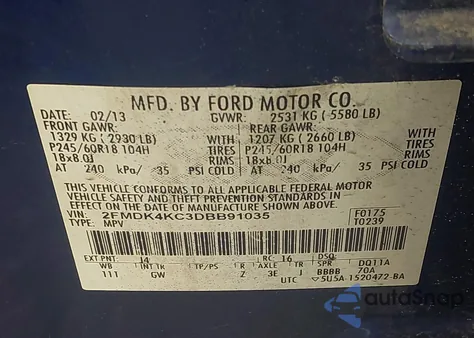 MFD. BY FORD MOTOR CO.
DATE: 02/13 GVWR: 2531 KG ( 5580 LB)
FRONT GAWR: REAR GAWR:
1329 KG ( 2930 LB) WITH 1207 KG ( 2660 LB) WITH
P245/60R18 104H TIRES P245/60R18 104H TIRES
18x8.0J RIMS 18x8.0J RIMS
AT 240 kPa/ 35 PSI COLD AT 240 kPa/ 35 PSI COLD
THIS VEHICLE CONFORMS TO ALL APPLICABLE FEDERAL MOTOR
VEHICLE SAFETY AND THEFT PREVENTION STANDARDS IN EFFECT ON
THE DATE OF MANUFACTURE SHOWN ABOVE.
VIN: 2FMDK4KC3DBB91035 F0175
TYPE: MPV T0239
EXT PNT J4 RC: 16 DSO:
WB INT TR TP/PS R AXLE TR SPR DQ11A
111 GW Z 3E J BBBB 70A
UTC 5U5A-1520472-BA
autoSnap